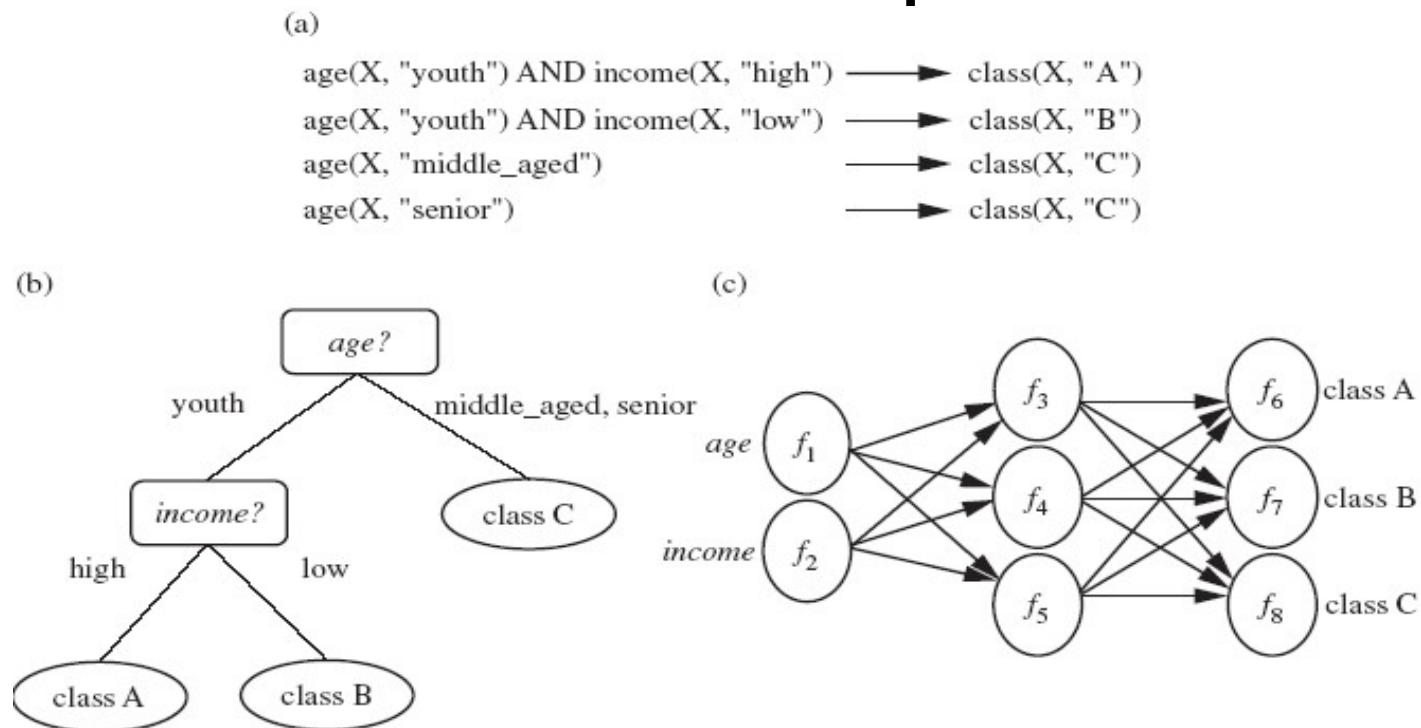 (a)
age(X, "youth") AND income(X, "high") class(X, "A")
age(X, "youth") AND income(X, "low") class(X, "B")
age(X, "middle_aged") class(X, "C")
age(X, "senior") class(X, "C")
(b)
age?
youth
middle_aged, senior
income?
class C
high
low
class A
class B
(c)
age
f1
income
f2
f3
f4
f5
f6
class A
f7
class B
f8
class C